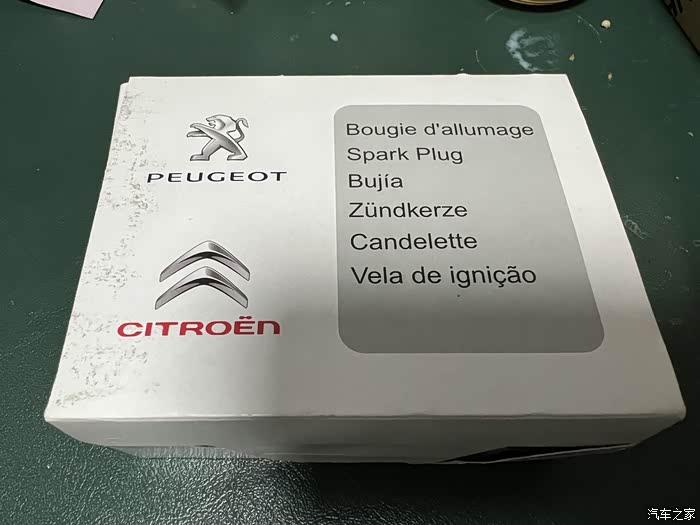 PEUGEOT
CITROËN
Bougie d'allumage
Spark Plug
Bujía
Zündkerze
Candelette
Vela de ignição
汽车之家